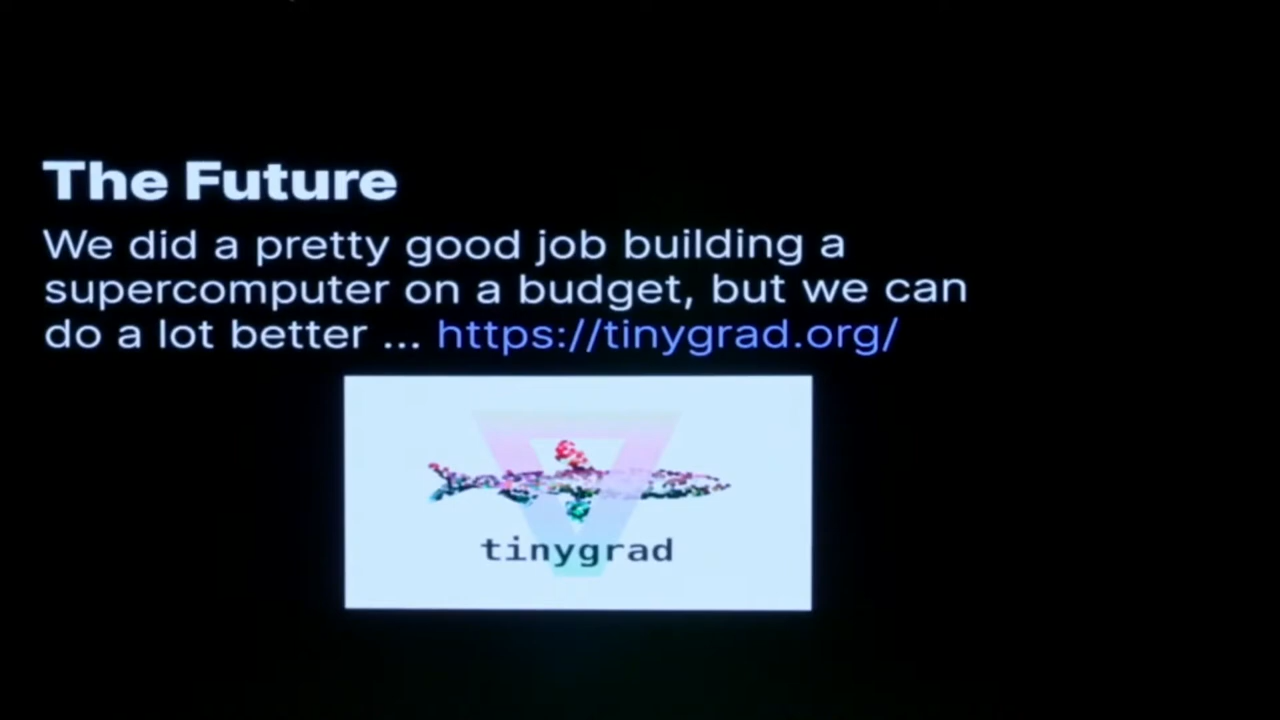 The Future
We did a pretty good job building a
supercomputer on a budget, but we can
do a lot better ... https://tinygrad.org/
tinygrad